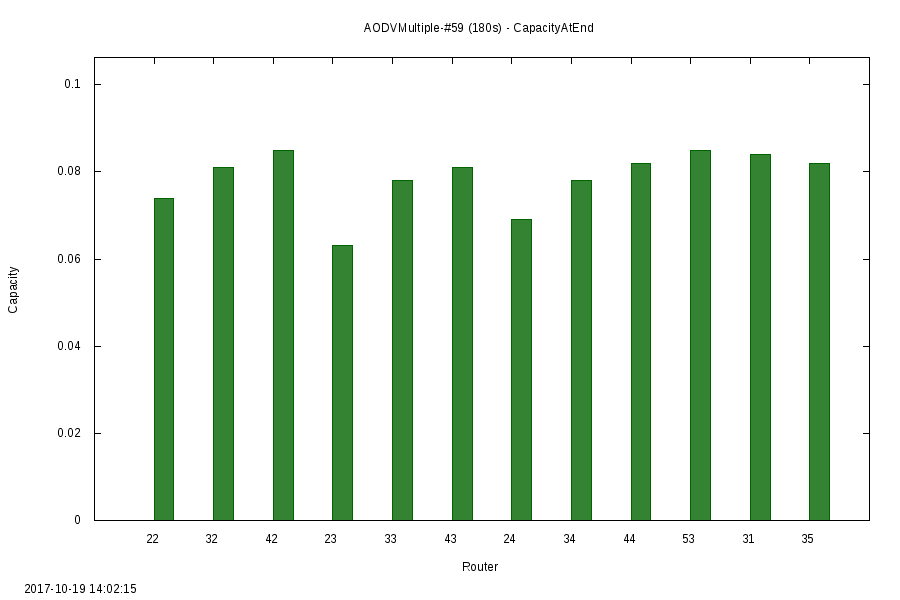 AODVMultiple-#59 (180s) - CapacityAtEnd
0.1
0.08
0.06
0.04
0.02
0
Capacity
22 32 42 23 33 43 24 34 44 53 31 35
Router
2017-10-19 14:02:15